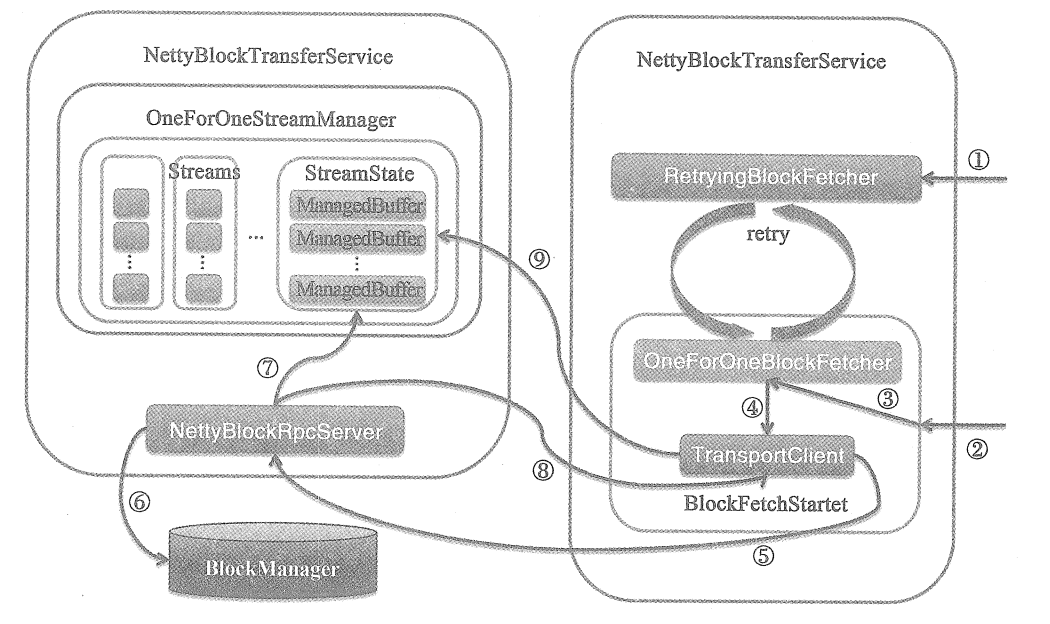 NettyBlockTransferService
OneForOneStreamManager
Streams
...
StreamState
ManagedBuffer
ManagedBuffer
ManagedBuffer
⑦
NettyBlockRpcServer
⑥
BlockManager
⑧
⑨
⑤
NettyBlockTransferService
①
RetryingBlockFetcher
retry
OneForOneBlockFetcher
④
③
②
TransportClient
BlockFetchStartet